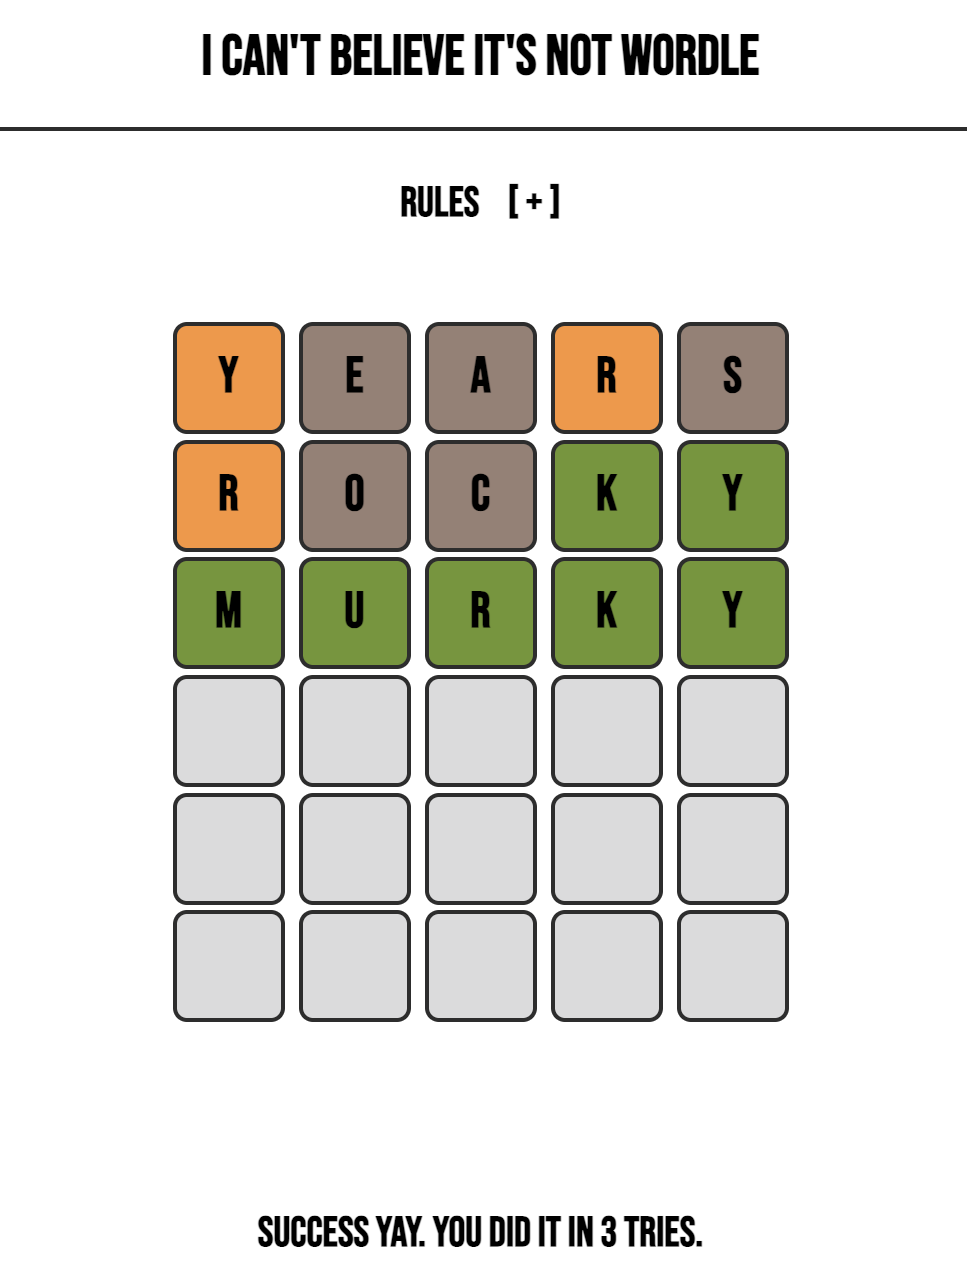 I CAN'T BELIEVE IT'S NOT WORDLE
RULES [ + ]
Y E A R S
R O C K Y
M U R K Y
SUCCESS YAY. YOU DID IT IN 3 TRIES.